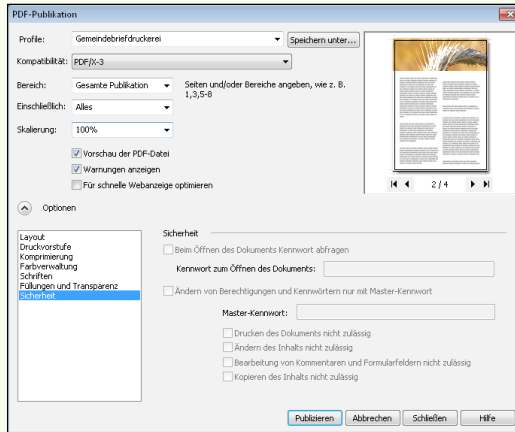 PDF-Publikation
Profile: Gemeindebriefdruckerei Speichern unter...
Kompatibilität: PDF/X-3
Bereich: Gesamte Publikation Seiten und/oder Bereiche angeben, wie z. B.
1,3,5-8
Einschließlich: Alles
Skalierung: 100%
Vorschau der PDF-Datei
Warnungen anzeigen
Für schnelle Webanzeige optimieren
2 / 4
Optionen
Layout
Druckvorstufe
Komprimierung
Farbverwaltung
Schriften
Füllungen und Transparenz
Sicherheit
Sicherheit
Beim Öffnen des Dokuments Kennwort abfragen
Kennwort zum Öffnen des Dokuments:
Ändern von Berechtigungen und Kennwörtern nur mit Master-Kennwort
Master-Kennwort:
Drucken des Dokuments nicht zulässig
Ändern des Inhalts nicht zulässig
Bearbeitung von Kommentaren und Formularfeldern nicht zulässig
Kopieren des Inhalts nicht zulässig
Publizieren Abbrechen Schließen Hilfe